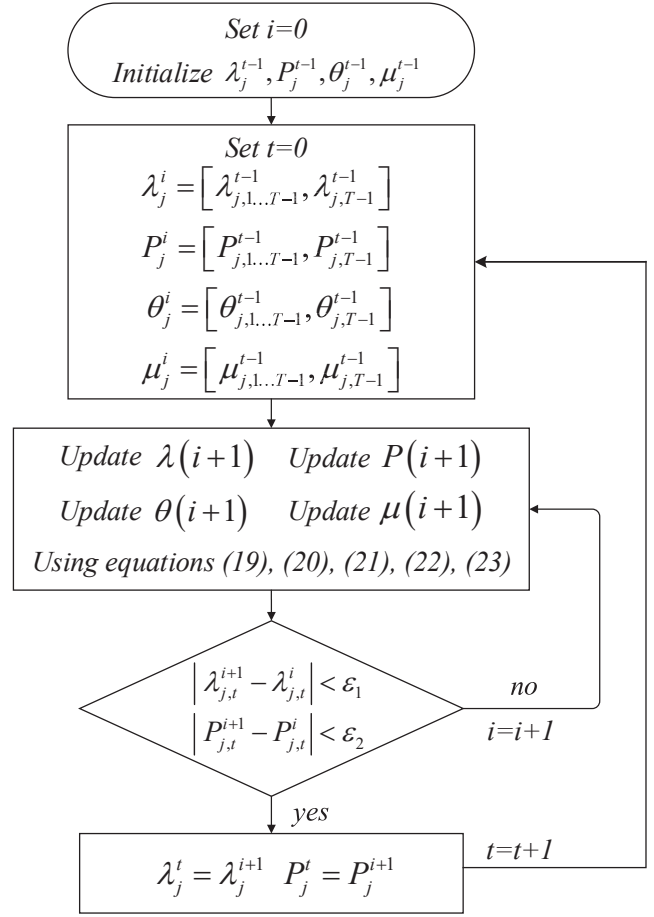 Set i=0
Initialize λ_j^{t-1}, P_j^{t-1}, θ_j^{t-1}, μ_j^{t-1}
Set t=0
λ_j^i = [λ_{j,1…T-1}^{t-1}, λ_{j,T-1}^{t-1}]
P_j^i = [P_{j,1…T-1}^{t-1}, P_{j,T-1}^{t-1}]
θ_j^i = [θ_{j,1…T-1}^{t-1}, θ_{j,T-1}^{t-1}]
μ_j^i = [μ_{j,1…T-1}^{t-1}, μ_{j,T-1}^{t-1}]
Update λ(i+1) Update P(i+1)
Update θ(i+1) Update μ(i+1)
Using equations (19), (20), (21), (22), (23)
|λ_{j,t}^{i+1} − λ_{j,t}^i| < ε_1
|P_{j,t}^{i+1} − P_{j,t}^i| < ε_2
no
i=i+1
yes
λ_j^t = λ_j^{i+1} P_j^t = P_j^{i+1}
t=t+1